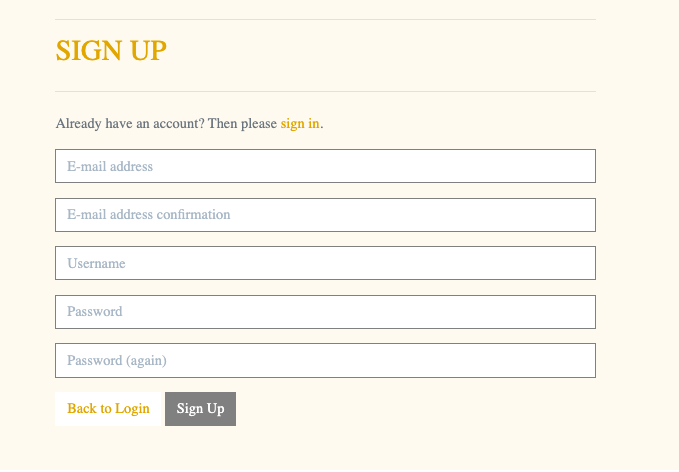 SIGN UP
Already have an account? Then please sign in.
E-mail address
E-mail address confirmation
Username
Password
Password (again)
Back to Login Sign Up